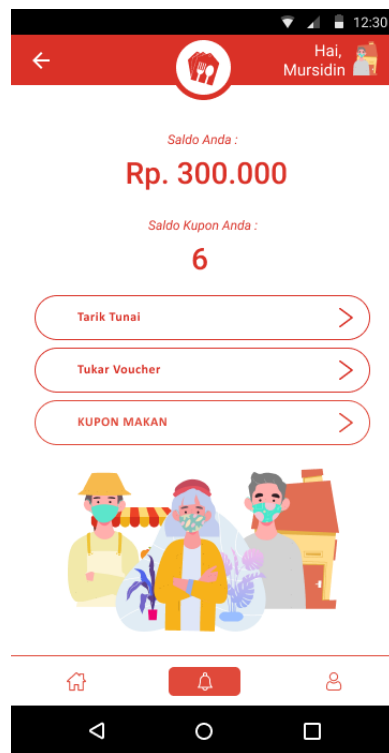 12:30
Hai,
Mursidin
Saldo Anda :
Rp. 300.000
Saldo Kupon Anda :
6
Tarik Tunai
Tukar Voucher
KUPON MAKAN